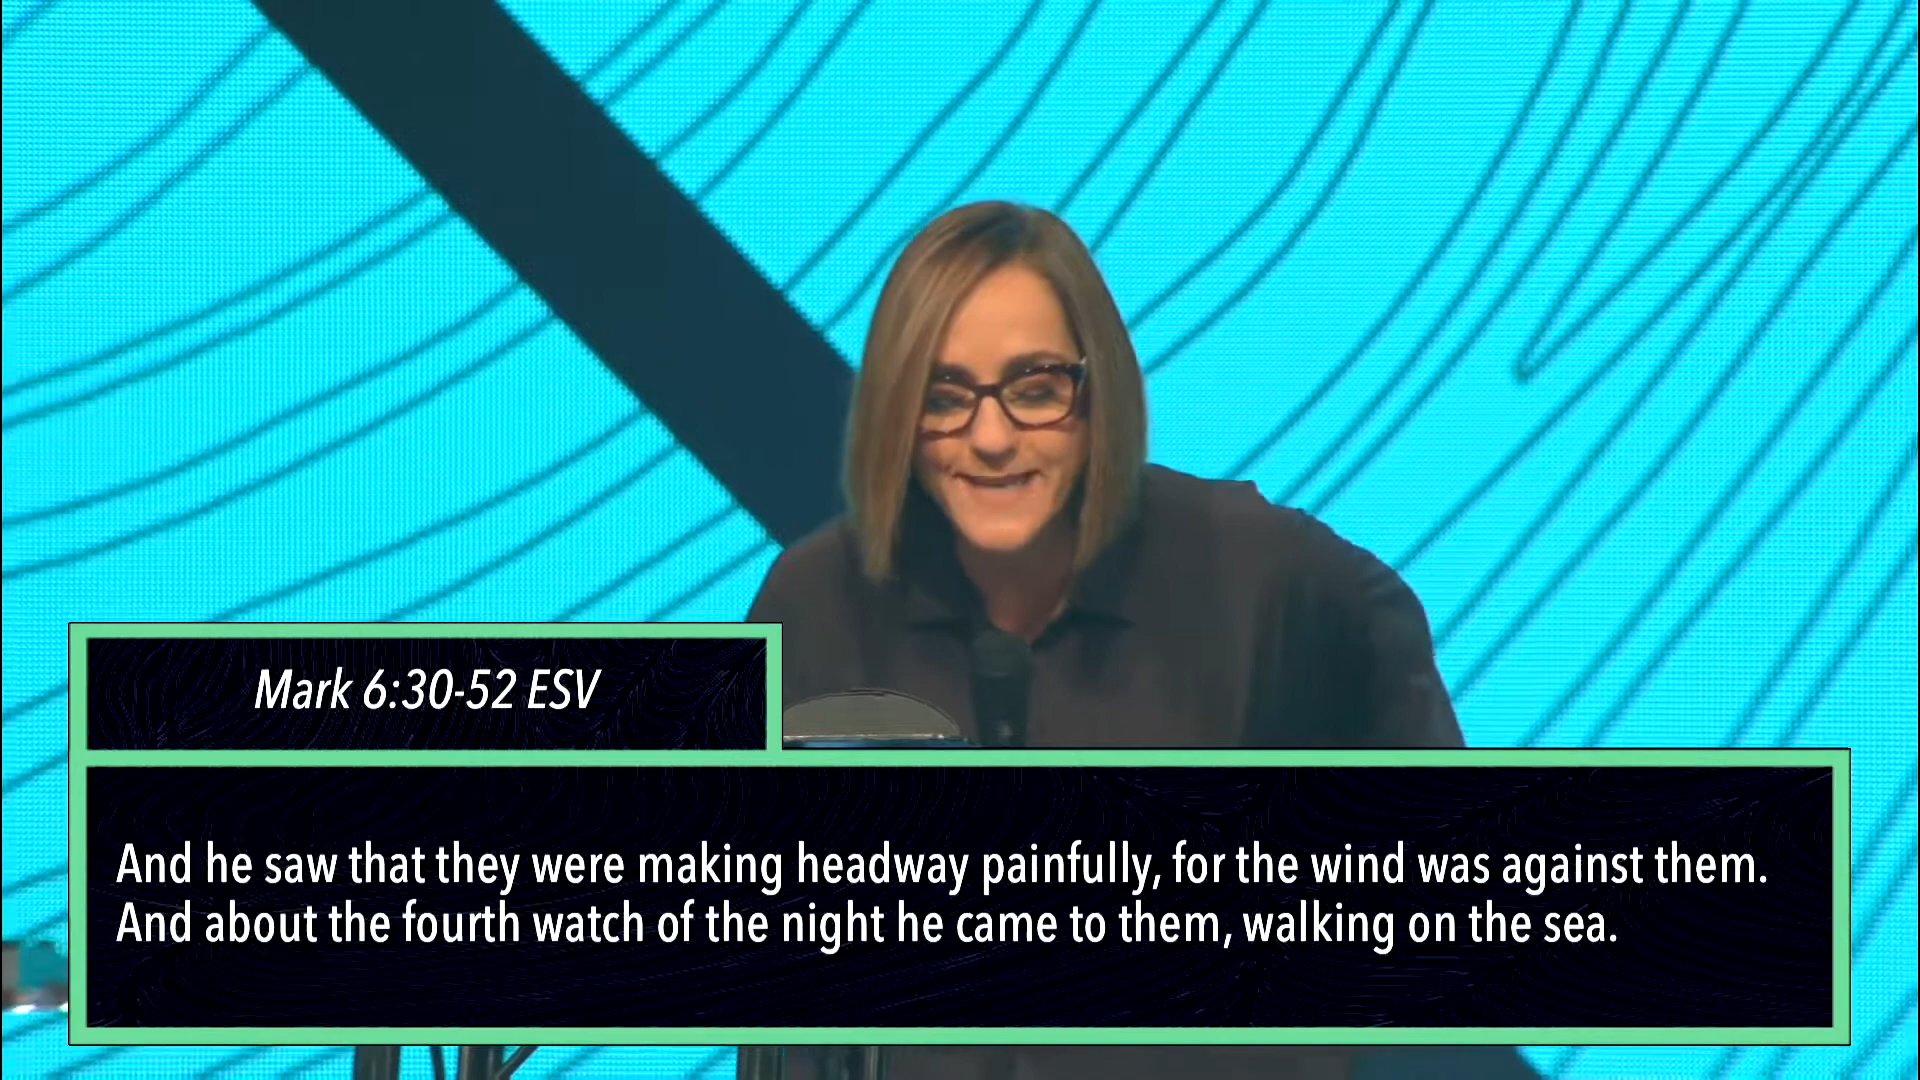 Mark 6:30-52 ESV
And he saw that they were making headway painfully, for the wind was against them.
And about the fourth watch of the night he came to them, walking on the sea.